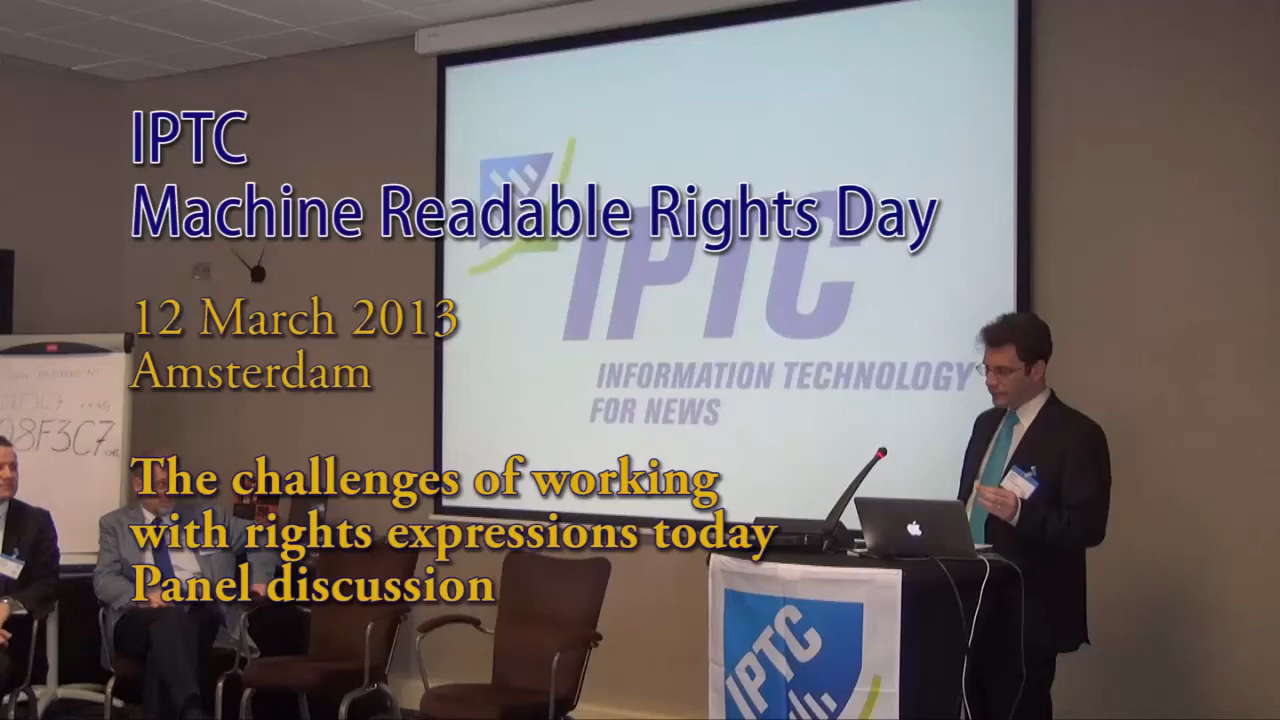 IPTC
Machine Readable Rights Day
12 March 2013
Amsterdam
The challenges of working
with rights expressions today
Panel discussion
IPTC
INFORMATION TECHNOLOGY
FOR NEWS
8F3C7
IPTC